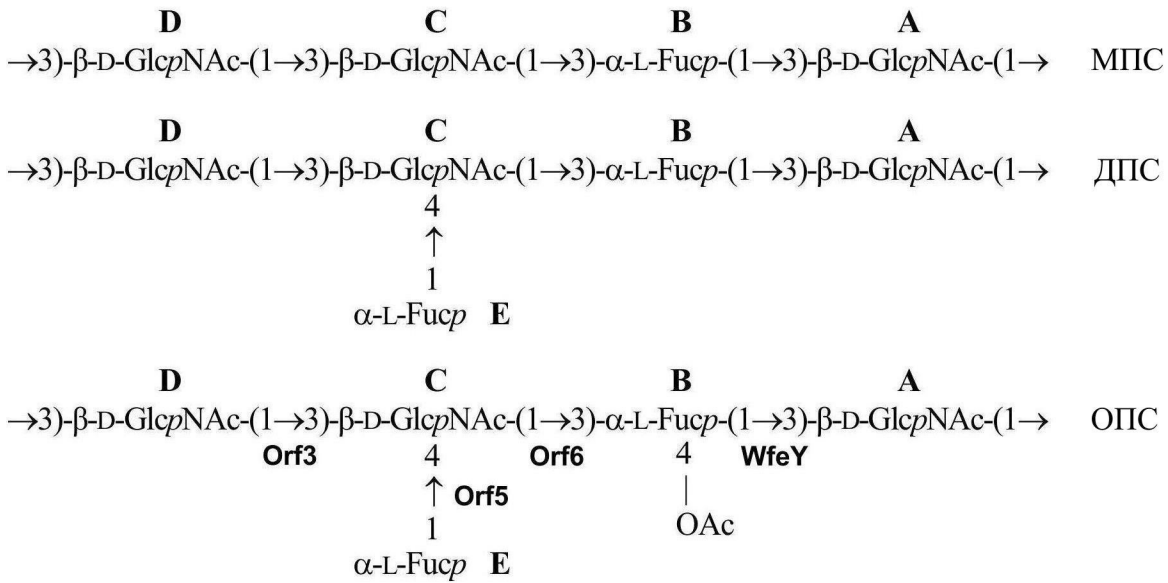 D C B A
→3)-β-D-GlcpNAc-(1→3)-β-D-GlcpNAc-(1→3)-α-L-Fucp-(1→3)-β-D-GlcpNAc-(1→ МПС
D C B A
→3)-β-D-GlcpNAc-(1→3)-β-D-GlcpNAc-(1→3)-α-L-Fucp-(1→3)-β-D-GlcpNAc-(1→ ДПС
4
↑
1
α-L-Fucp E
D C B A
→3)-β-D-GlcpNAc-(1→3)-β-D-GlcpNAc-(1→3)-α-L-Fucp-(1→3)-β-D-GlcpNAc-(1→ ОПС
Orf3 4 Orf6 4 WfeY
↑ Orf5 |
1 OAc
α-L-Fucp E